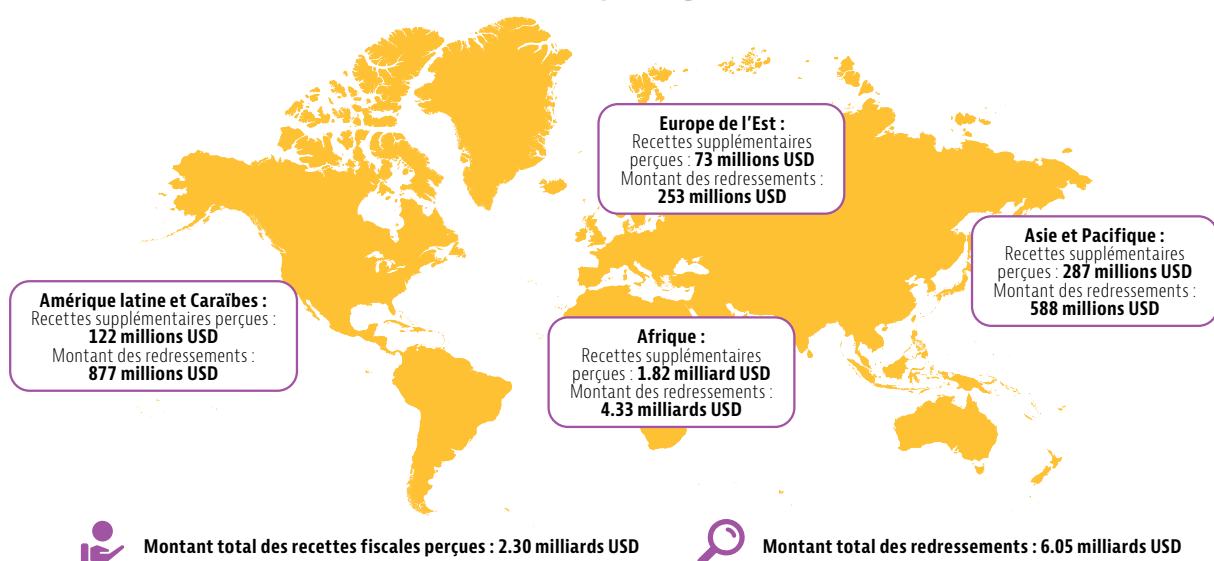 Europe de l'Est :
Recettes supplémentaires
perçues : 73 millions USD
Montant des redressements :
253 millions USD
Asie et Pacifique :
Recettes supplémentaires
perçues : 287 millions USD
Montant des redressements :
588 millions USD
Amérique latine et Caraïbes :
Recettes supplémentaires perçues :
122 millions USD
Montant des redressements :
877 millions USD
Afrique :
Recettes supplémentaires
perçues : 1.82 milliard USD
Montant des redressements :
4.33 milliards USD
Montant total des recettes fiscales perçues : 2.30 milliards USD
Montant total des redressements : 6.05 milliards USD